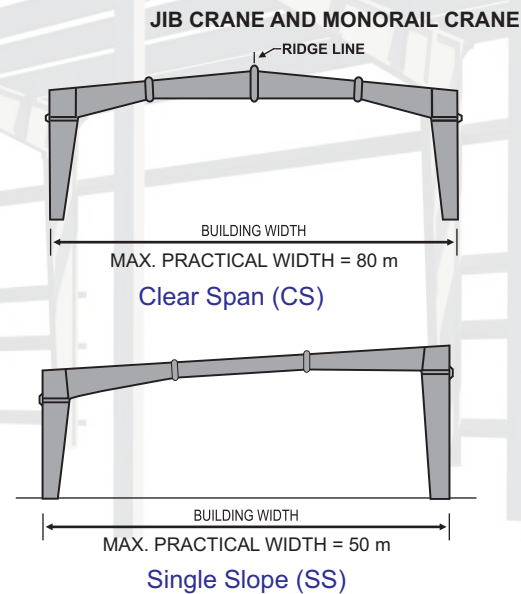 JIB CRANE AND MONORAIL CRANE
RIDGE LINE
BUILDING WIDTH
MAX. PRACTICAL WIDTH = 80 m
Clear Span (CS)
BUILDING WIDTH
MAX. PRACTICAL WIDTH = 50 m
Single Slope (SS)